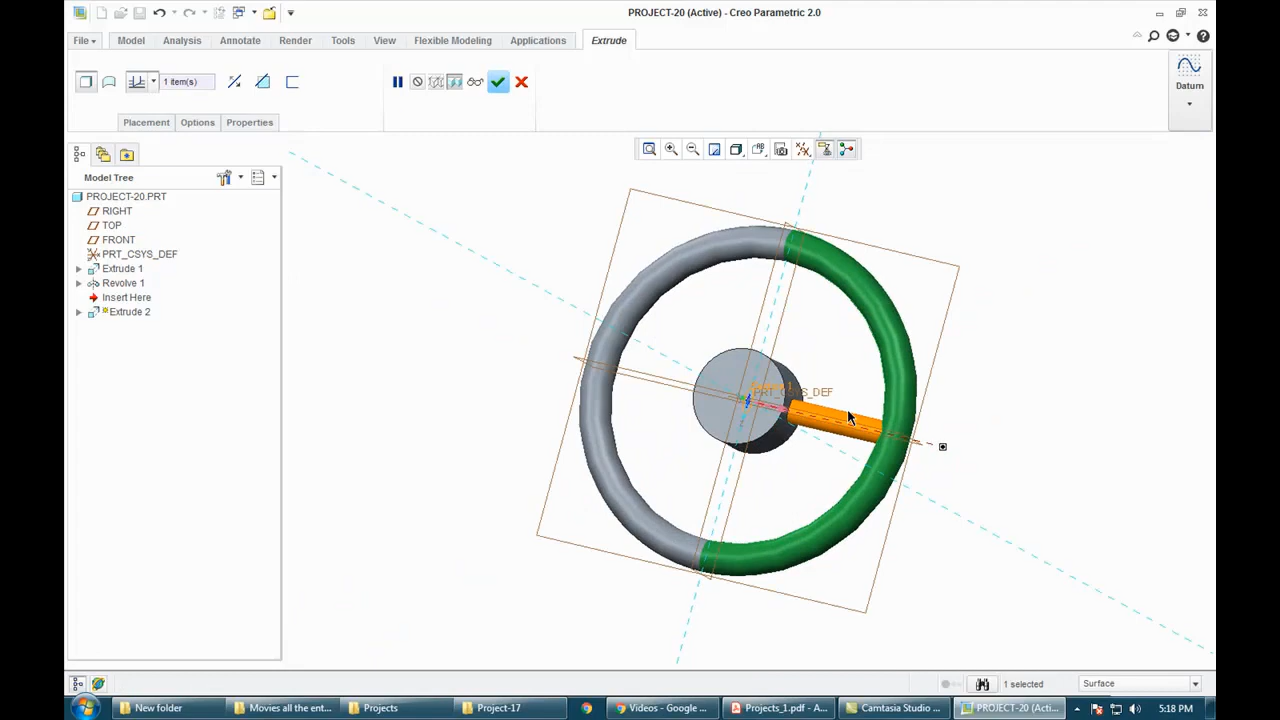 PROJECT-20 (Active) - Creo Parametric 2.0
File Model Analysis Annotate Render Tools View Flexible Modeling Applications Extrude
1 item(s)
Datum
Placement Options Properties
Model Tree
PROJECT-20.PRT
RIGHT
TOP
FRONT
PRT_CSYS_DEF
Extrude 1
Revolve 1
Insert Here
Extrude 2
PRT_CSYS_DEF
1 selected
Surface
New folder Movies all the ent... Projects Project-17 Videos - Google ... Projects_1.pdf - A... Camtasia Studio ... PROJECT-20 (Acti... 5:18 PM